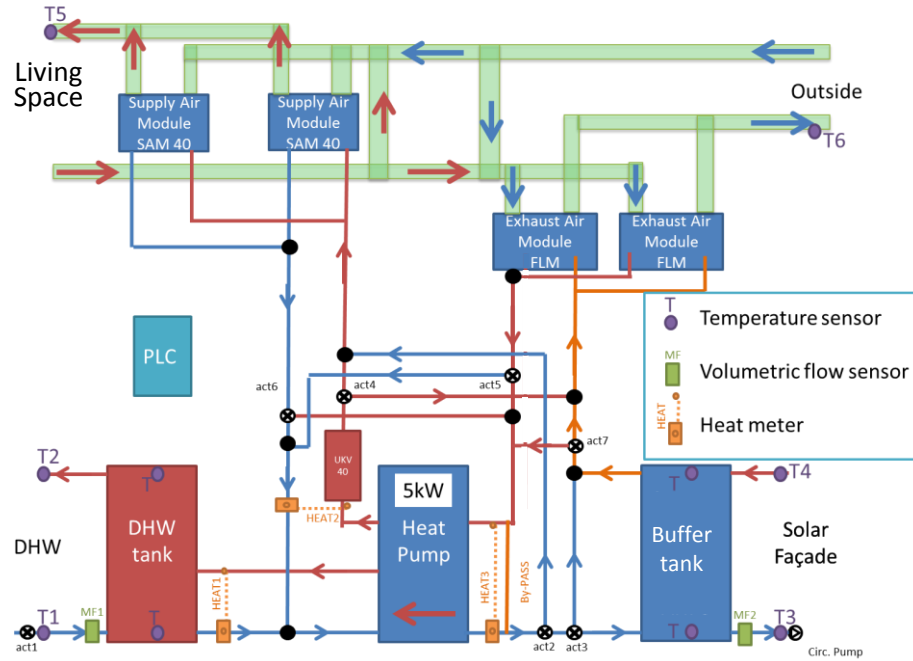 T5
Living
Space
Supply Air
Module
SAM 40
Supply Air
Module
SAM 40
Outside
T6
Exhaust Air
Module
FLM
Exhaust Air
Module
FLM
T
Temperature sensor
MF
Volumetric flow sensor
HEAT
Heat meter
PLC
act6
act4
act5
act7
UKV
40
T2
T
DHW
tank
DHW
T
T1
MF1
act1
HEAT1
HEAT2
5kW
Heat
Pump
HEAT3
By-PASS
act2
act3
T
Buffer
tank
T
T4
Solar
Façade
MF2
T3
Circ. Pump